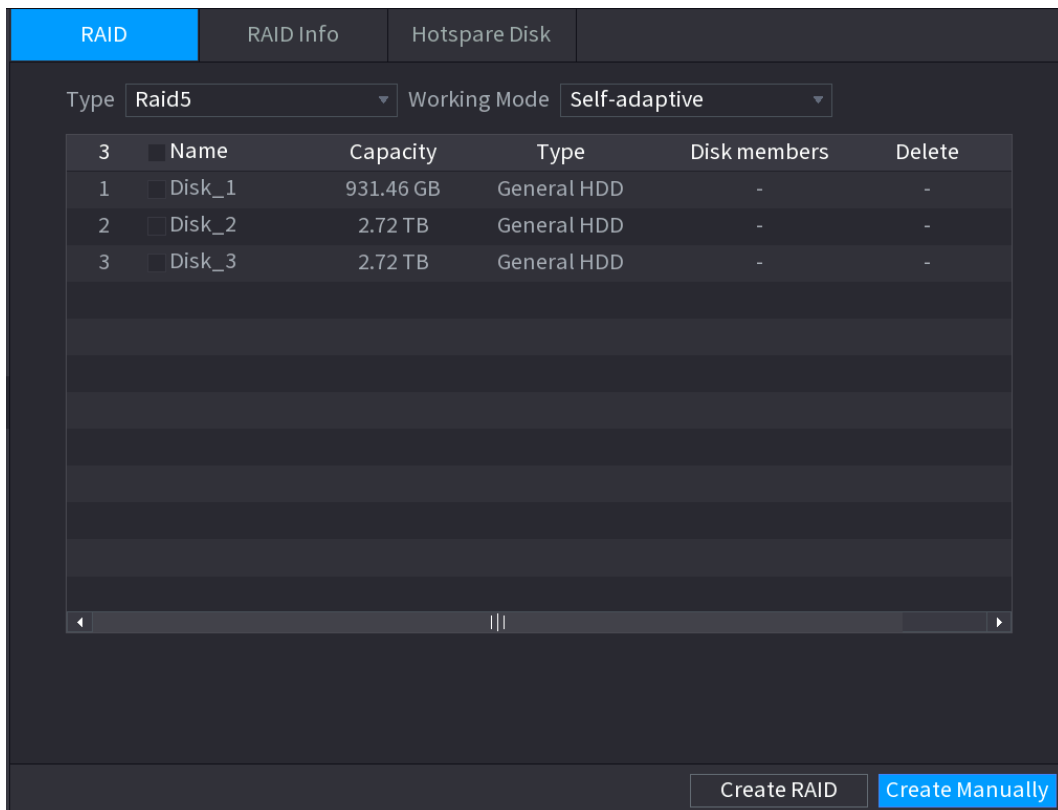 RAID RAID Info Hotspare Disk
Type Raid5 Working Mode Self-adaptive
3 Name Capacity Type Disk members Delete
1 Disk_1 931.46 GB General HDD - -
2 Disk_2 2.72 TB General HDD - -
3 Disk_3 2.72 TB General HDD - -
Create RAID Create Manually